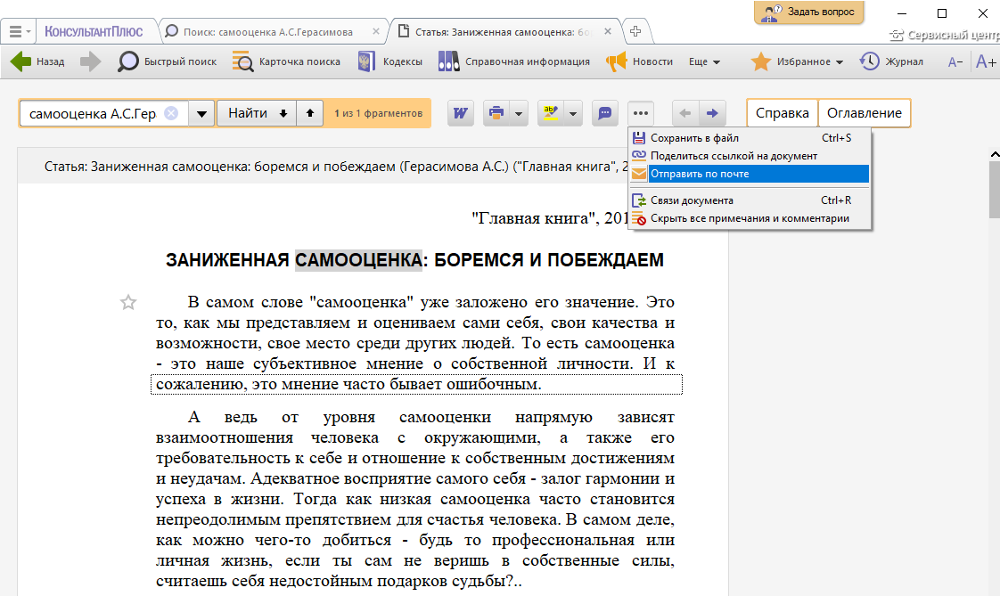 Задать вопрос
КонсультантПлюс
Поиск: самооценка А.С.Герасимова
Статья: Заниженная самооценка:
Сервисный центр
Назад
Быстрый поиск
Карточка поиска
Кодексы
Справочная информация
Новости
Еще
Избранное
Журнал
A−
A+
самооценка А.С.Гера
Найти
1 из 1 фрагментов
Справка
Оглавление
Сохранить в файл Ctrl+S
Поделиться ссылкой на документ
Отправить по почте
Связи документа Ctrl+R
Скрыть все примечания и комментарии
Статья: Заниженная самооценка: боремся и побеждаем (Герасимова А.С.) ("Главная книга", 2
"Главная книга", 201
ЗАНИЖЕННАЯ САМООЦЕНКА: БОРЕМСЯ И ПОБЕЖДАЕМ
В самом слове "самооценка" уже заложено его значение. Это
то, как мы представляем и оцениваем сами себя, свои качества и
возможности, свое место среди других людей. То есть самооценка
- это наше субъективное мнение о собственной личности. И к
сожалению, это мнение часто бывает ошибочным.
А ведь от уровня самооценки напрямую зависят
взаимоотношения человека с окружающими, а также его
требовательность к себе и отношение к собственным достижениям
и неудачам. Адекватное восприятие самого себя - залог гармонии и
успеха в жизни. Тогда как низкая самооценка часто становится
непреодолимым препятствием для счастья человека. В самом деле,
как можно чего-то добиться - будь то профессиональная или
личная жизнь, если ты сам не веришь в собственные силы,
считаешь себя недостойным подарков судьбы?..